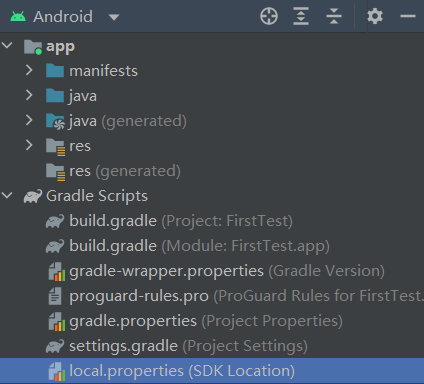 Android
app
manifests
java
java (generated)
res
res (generated)
Gradle Scripts
build.gradle (Project: FirstTest)
build.gradle (Module: FirstTest.app)
gradle-wrapper.properties (Gradle Version)
proguard-rules.pro (ProGuard Rules for FirstTest.
gradle.properties (Project Properties)
settings.gradle (Project Settings)
local.properties (SDK Location)